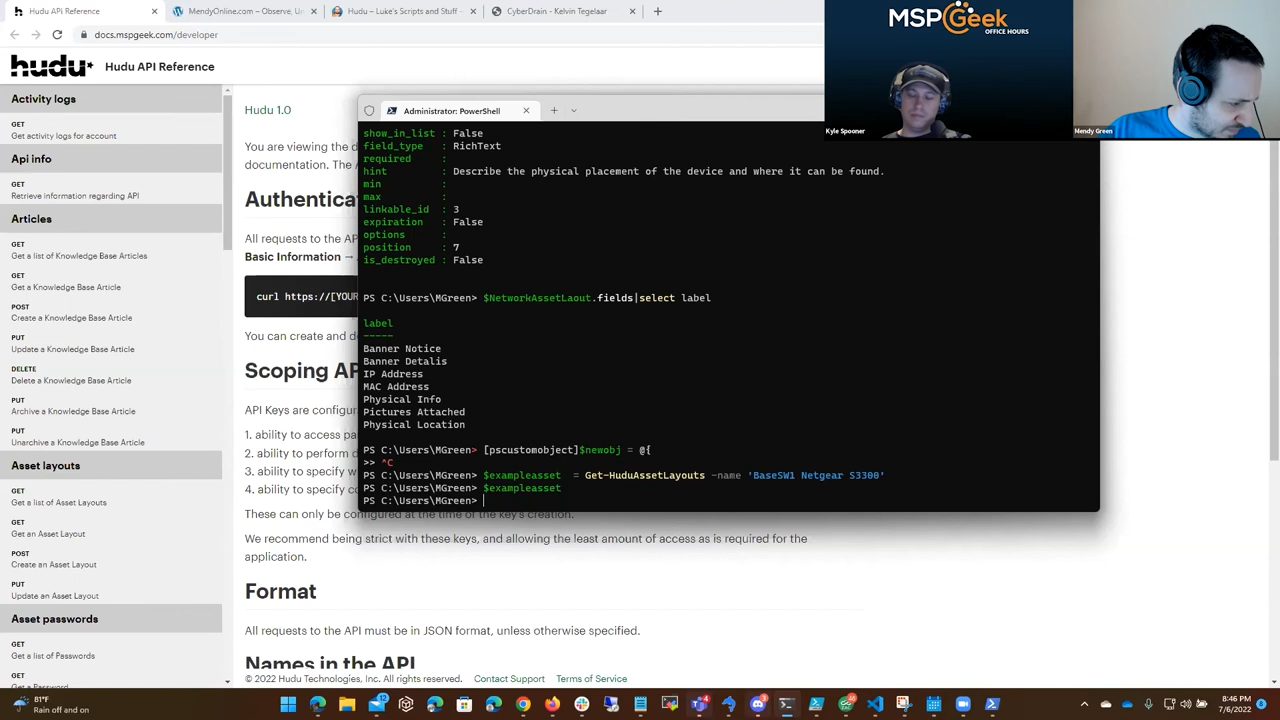 Hudu API Reference
MendyOnline.com – Observe, Un
Hudu – Luke's Scripts and Stuff –
CyberDrain - Kelvin Tegelaar
docs.mspgeek.com/developer
MSPGeek
OFFICE HOURS
Kyle Spooner
Mendy Green
hudu
Hudu API Reference
Activity logs
GET
Get activity logs for account
Api info
GET
Retrieve information regarding API
Articles
GET
Get a list of Knowledge Base Articles
GET
Get a Knowledge Base Article
POST
Create a Knowledge Base Article
PUT
Update a Knowledge Base Article
DELETE
Delete a Knowledge Base Article
PUT
Archive a Knowledge Base Article
PUT
Unarchive a Knowledge Base Article
Asset layouts
GET
Get a list of Asset Layouts
GET
Get an Asset Layout
POST
Create an Asset Layout
PUT
Update an Asset Layout
Asset passwords
GET
Get a list of Passwords
GET
Get a Password
Hudu 1.0
You are viewing the d
documentation. The A
Authentica
All requests to the AP
Basic Information →
curl https://[YOUR
You can create and de
Scoping AP
API Keys are configur
1. ability to access pa
2. ability to perform d
3. ability to specify w
4. ability to specify co
These can only be configured at the time of the key's creation.
We recommend being strict with these keys, and allowing the least amount of access as is required for the
application.
Format
All requests to the API must be in JSON format, unless otherwise specified.
Names in the API
© 2022 Hudu Technologies, Inc. All rights reserved. Contact Support Terms of Service
Administrator: PowerShell
show_in_list : False
field_type : RichText
required :
hint : Describe the physical placement of the device and where it can be found.
min :
max :
linkable_id : 3
expiration : False
options :
position : 7
is_destroyed : False
PS C:\Users\MGreen> $NetworkAssetLaout.fields|select label
label
-----
Banner Notice
Banner Detalis
IP Address
MAC Address
Physical Info
Pictures Attached
Physical Location
PS C:\Users\MGreen> [pscustomobject]$newobj = @{
>> ^C
PS C:\Users\MGreen> $exampleasset = Get-HuduAssetLayouts -name 'BaseSW1 Netgear S3300'
PS C:\Users\MGreen> $exampleasset
PS C:\Users\MGreen>
81°F
Rain off and on
8:46 PM
7/6/2022